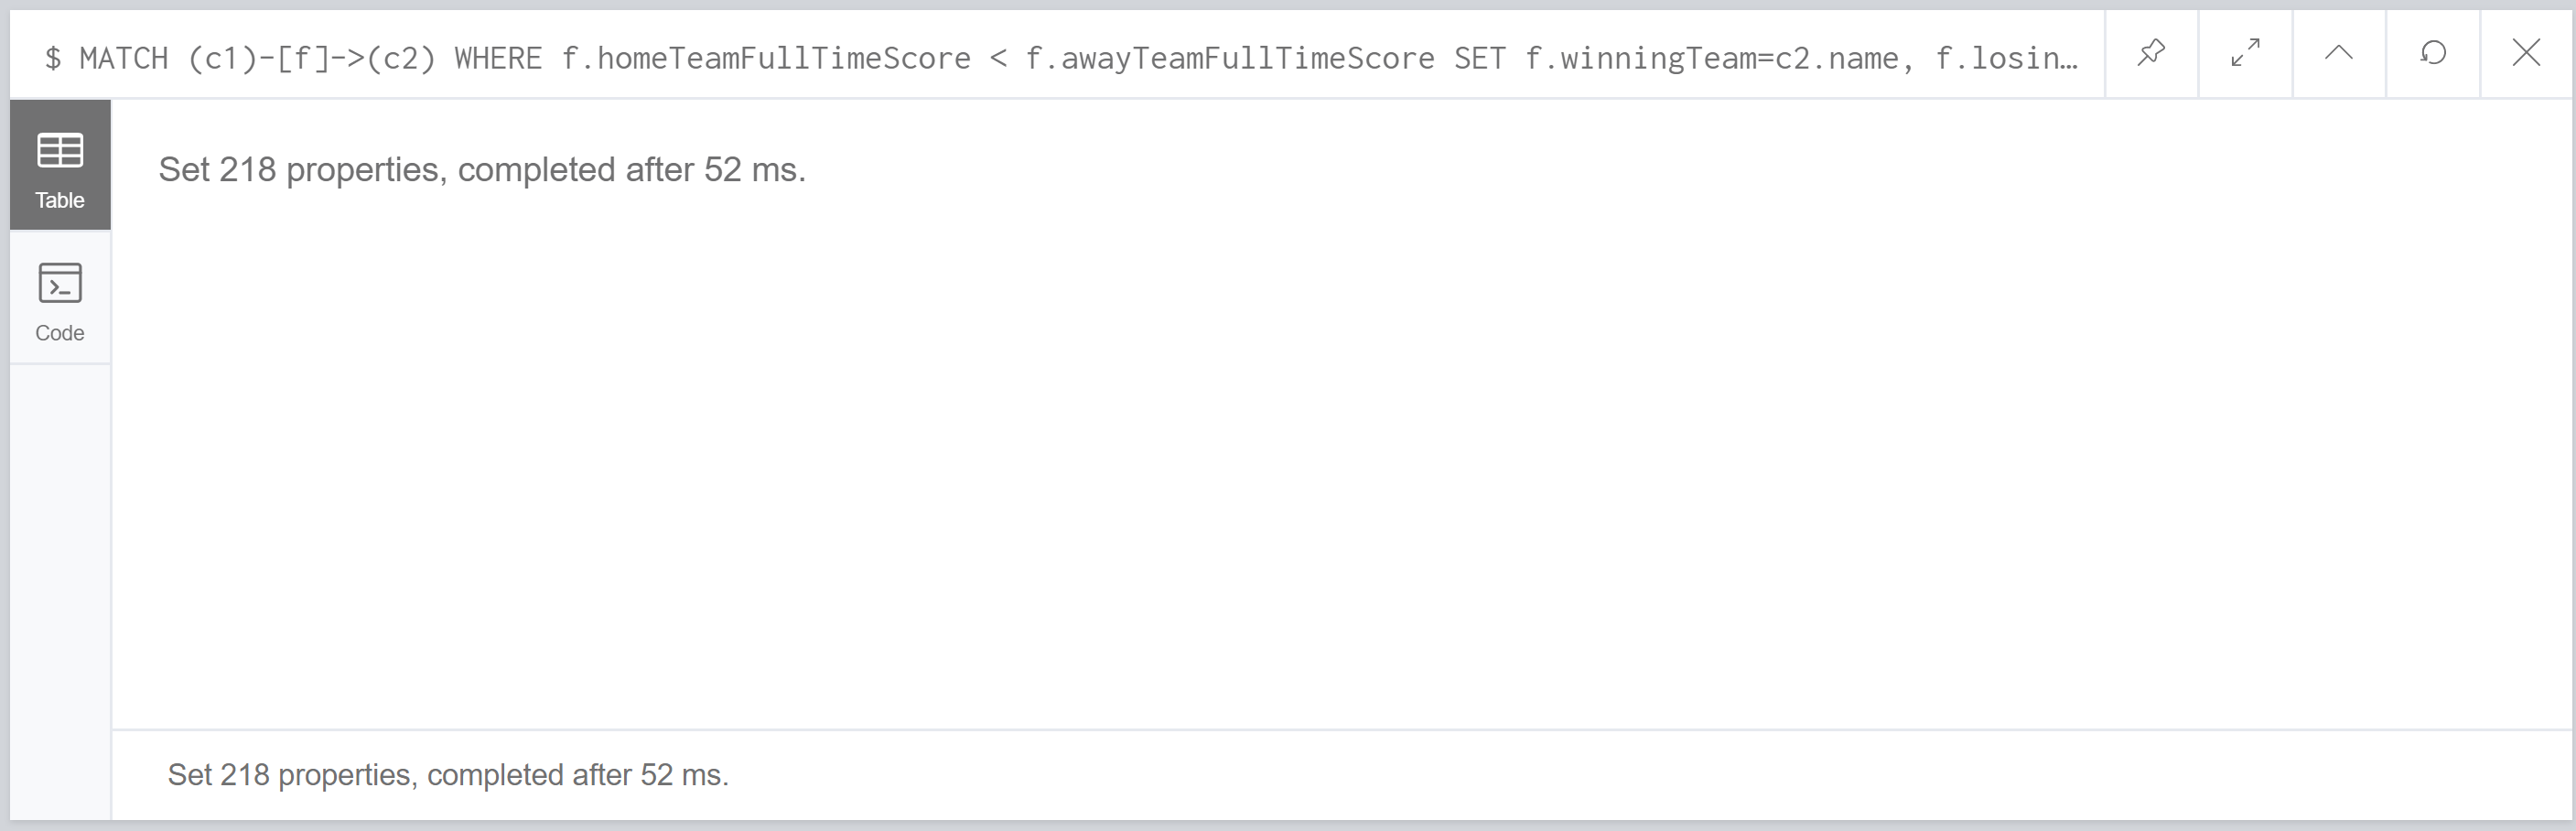 $ MATCH (c1)-[f]->(c2) WHERE f.homeTeamFullTimeScore < f.awayTeamFullTimeScore SET f.winningTeam=c2.name, f.losin…
Table
Set 218 properties, completed after 52 ms.
Code
Set 218 properties, completed after 52 ms.